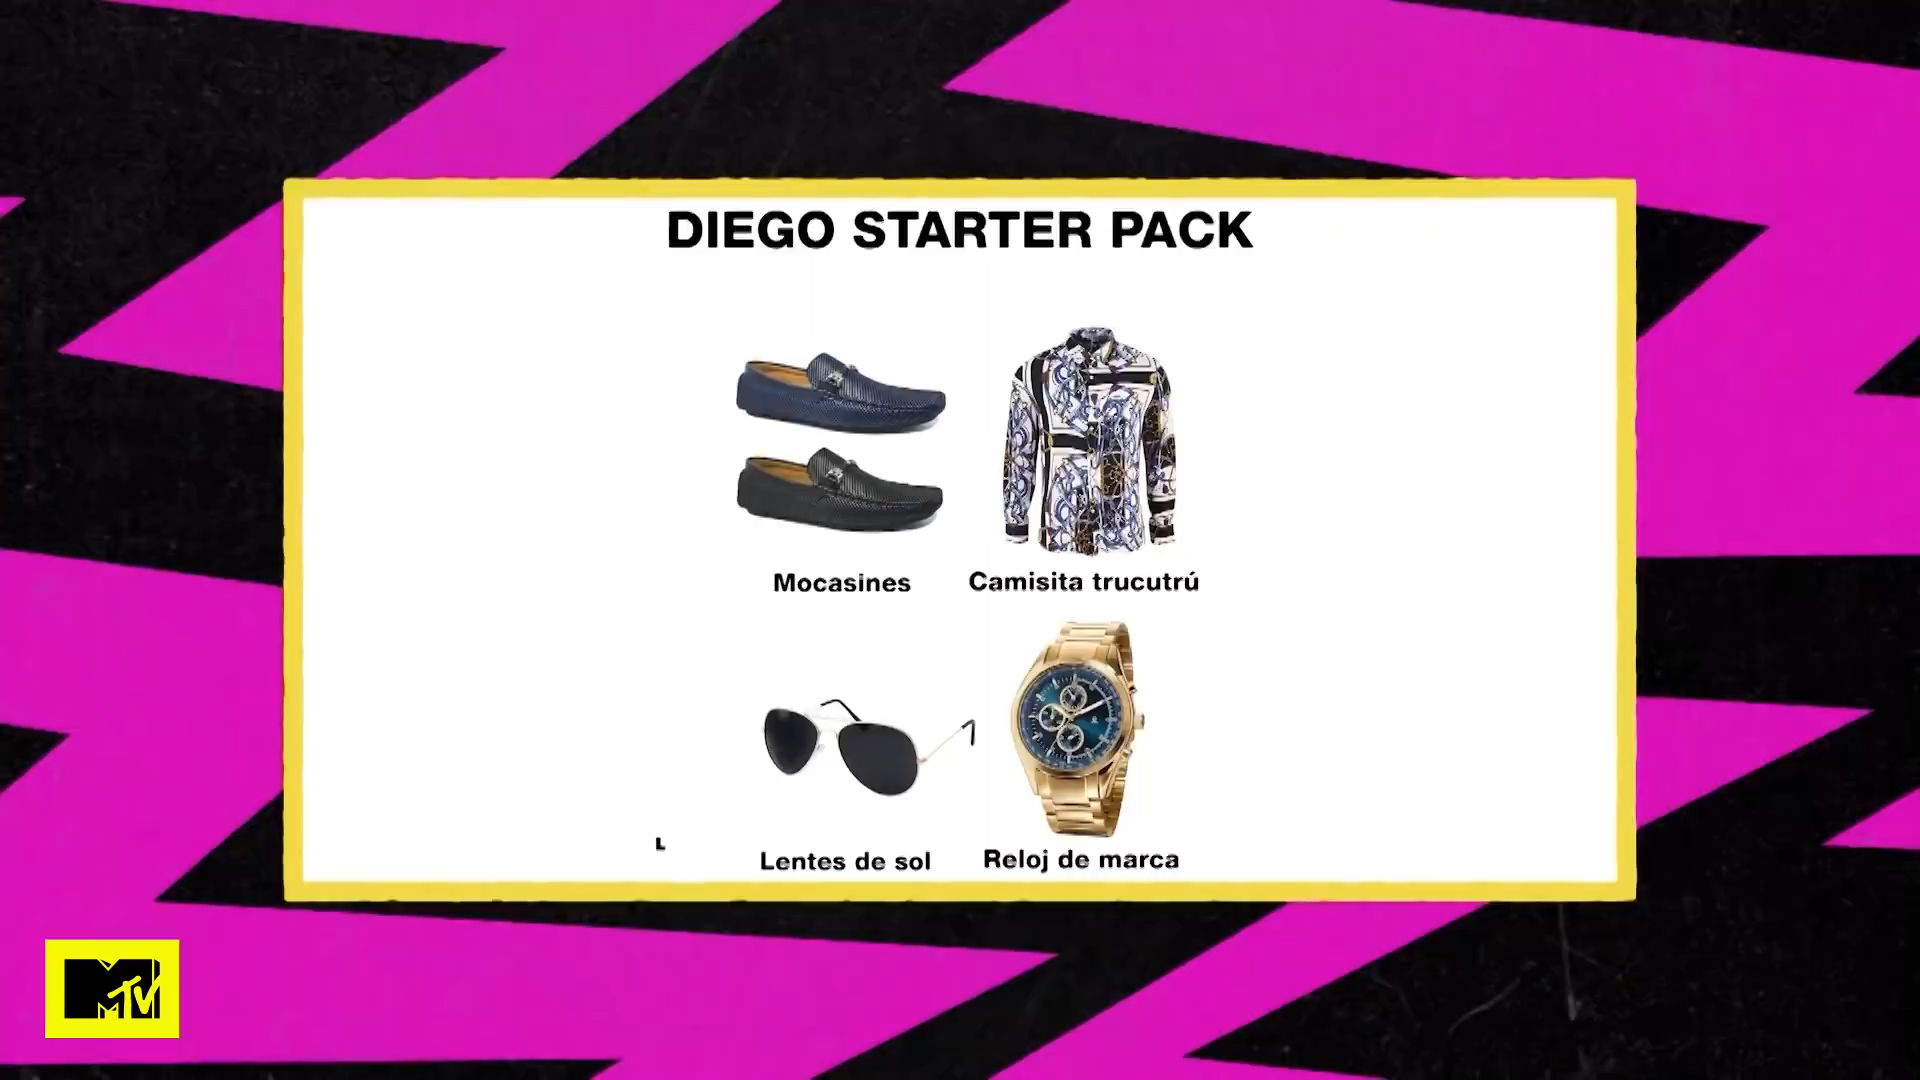 DIEGO STARTER PACK
Mocasines
Camisita trucutrú
L
Lentes de sol
Reloj de marca
MTV